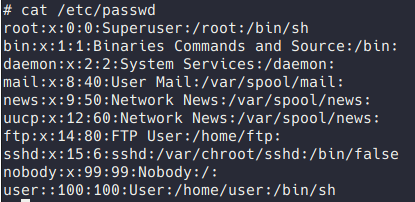 # cat /etc/passwd
root:x:0:0:Superuser:/root:/bin/sh
bin:x:1:1:Binaries Commands and Source:/bin:
daemon:x:2:2:System Services:/daemon:
mail:x:8:40:User Mail:/var/spool/mail:
news:x:9:50:Network News:/var/spool/news:
uucp:x:12:60:Network News:/var/spool/news:
ftp:x:14:80:FTP User:/home/ftp:
sshd:x:15:6:sshd:/var/chroot/sshd:/bin/false
nobody:x:99:99:Nobody:/:
user::100:100:User:/home/user:/bin/sh